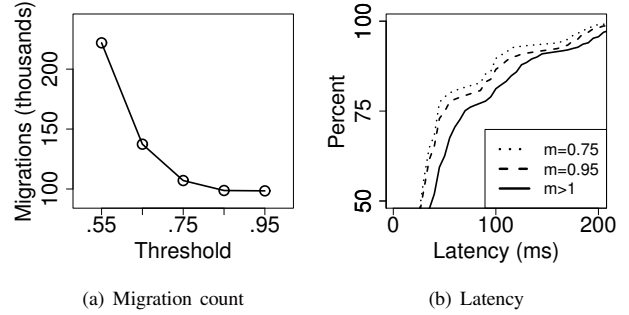 Migrations (thousands)
200
150
100
.55
.75
.95
Threshold
(a) Migration count
Percent
100
75
50
m=0.75
m=0.95
m>1
0
100
200
Latency (ms)
(b) Latency